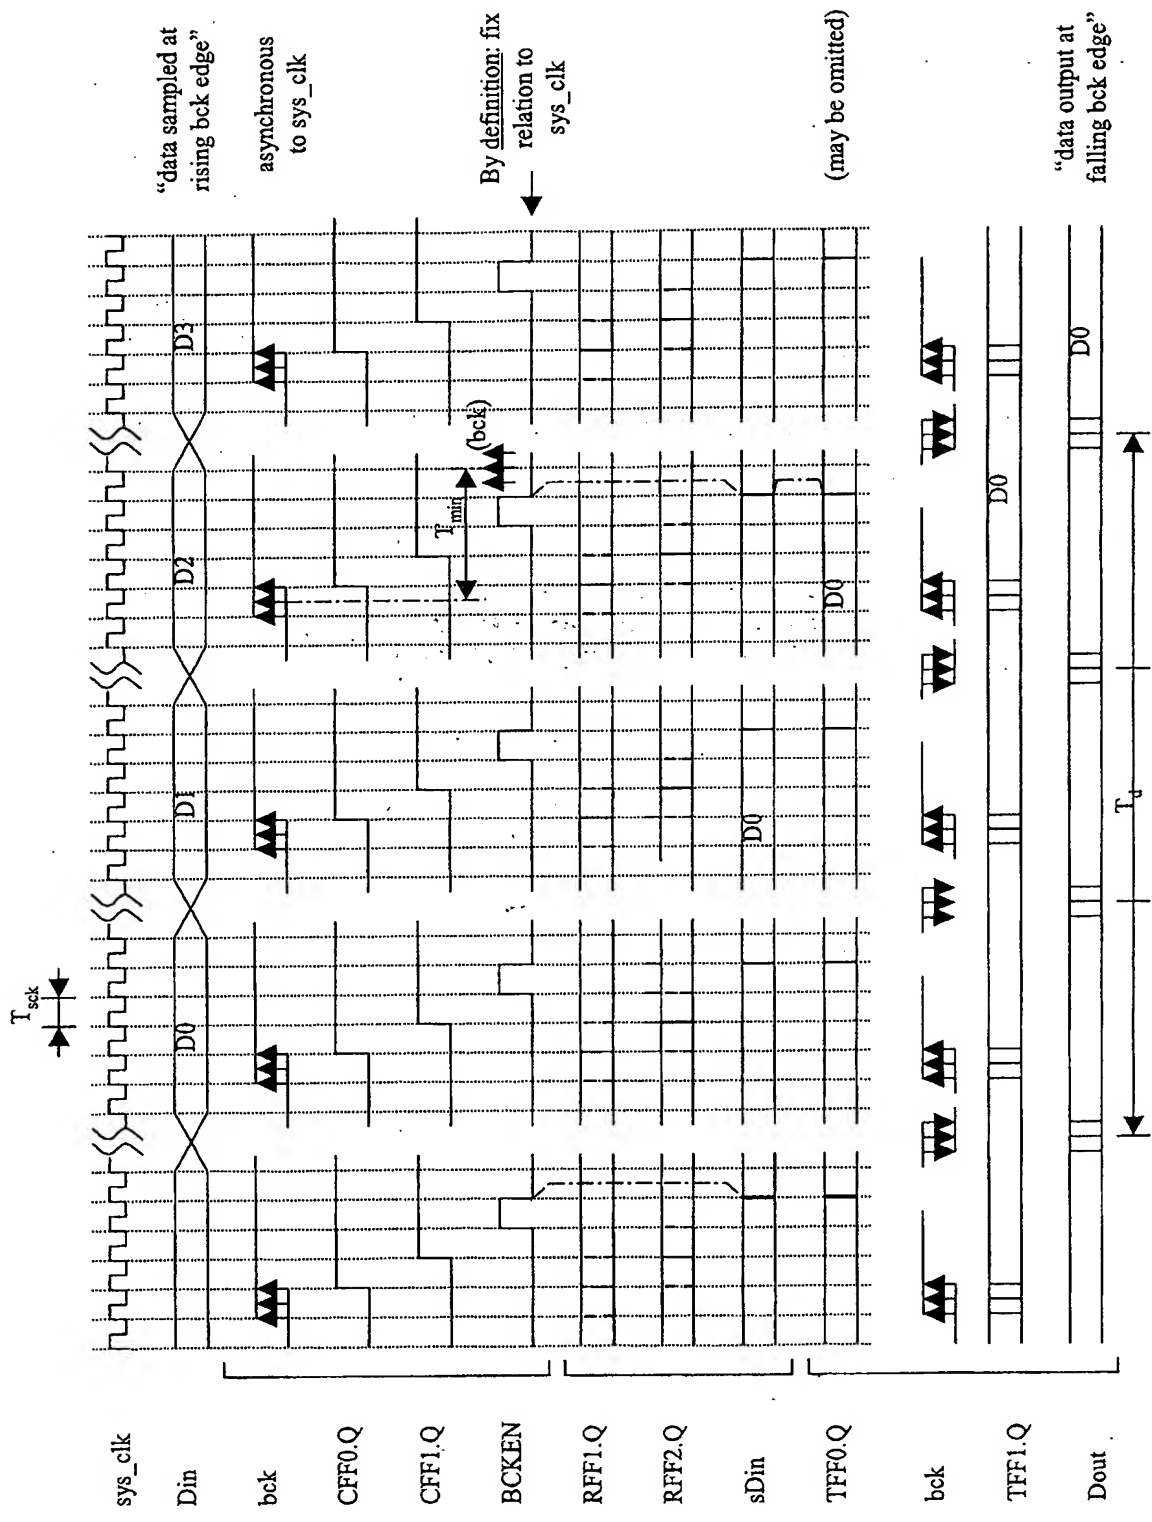 T_sck
sys_clk
Din
D0
D1
D2
D3
"data sampled at
rising bck edge"
bck
asynchronous
to sys_clk
CFF0.Q
CFF1.Q
T_min
(bck)
BCKEN
By definition: fix
relation to
sys_clk
RFF1.Q
RFF2.Q
sDin
D0
TFF0.Q
D0
(may be omitted)
bck
TFF1.Q
D0
Dout
D0
"data output at
falling bck edge"
T_d